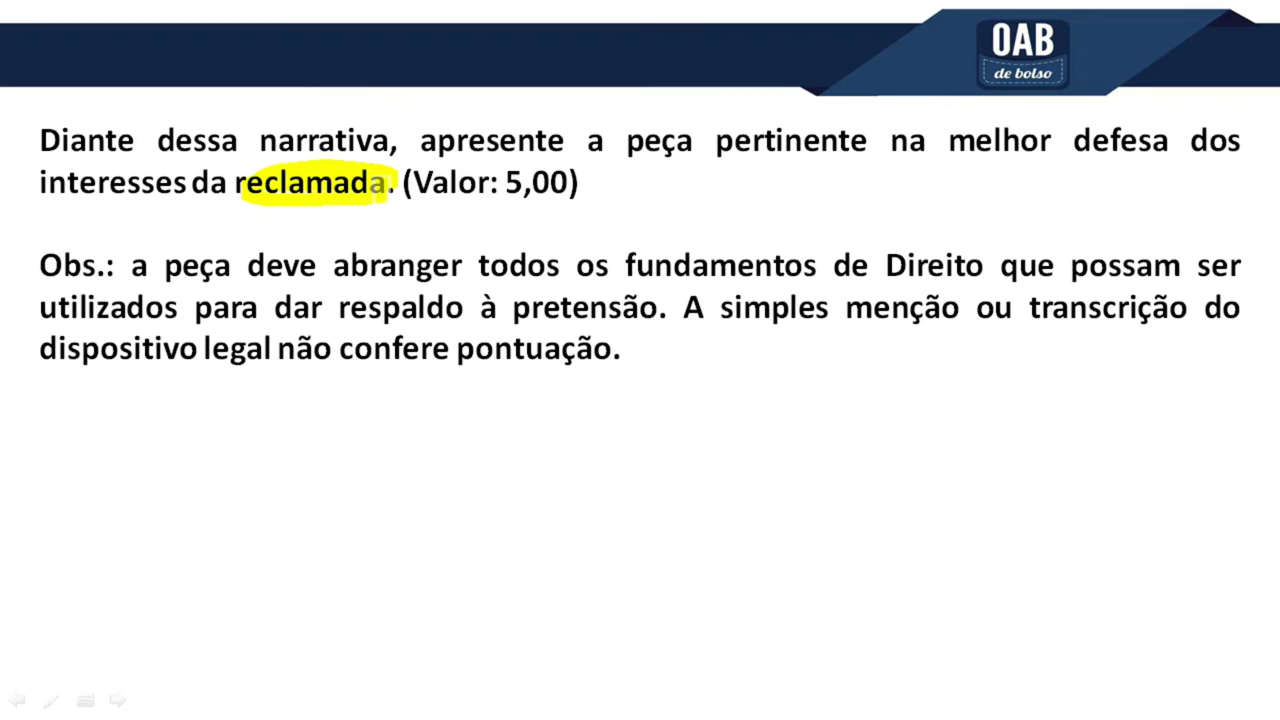 OAB
de bolso
Diante dessa narrativa, apresente a peça pertinente na melhor defesa dos
interesses da reclamada. (Valor: 5,00)
Obs.: a peça deve abranger todos os fundamentos de Direito que possam ser
utilizados para dar respaldo à pretensão. A simples menção ou transcrição do
dispositivo legal não confere pontuação.